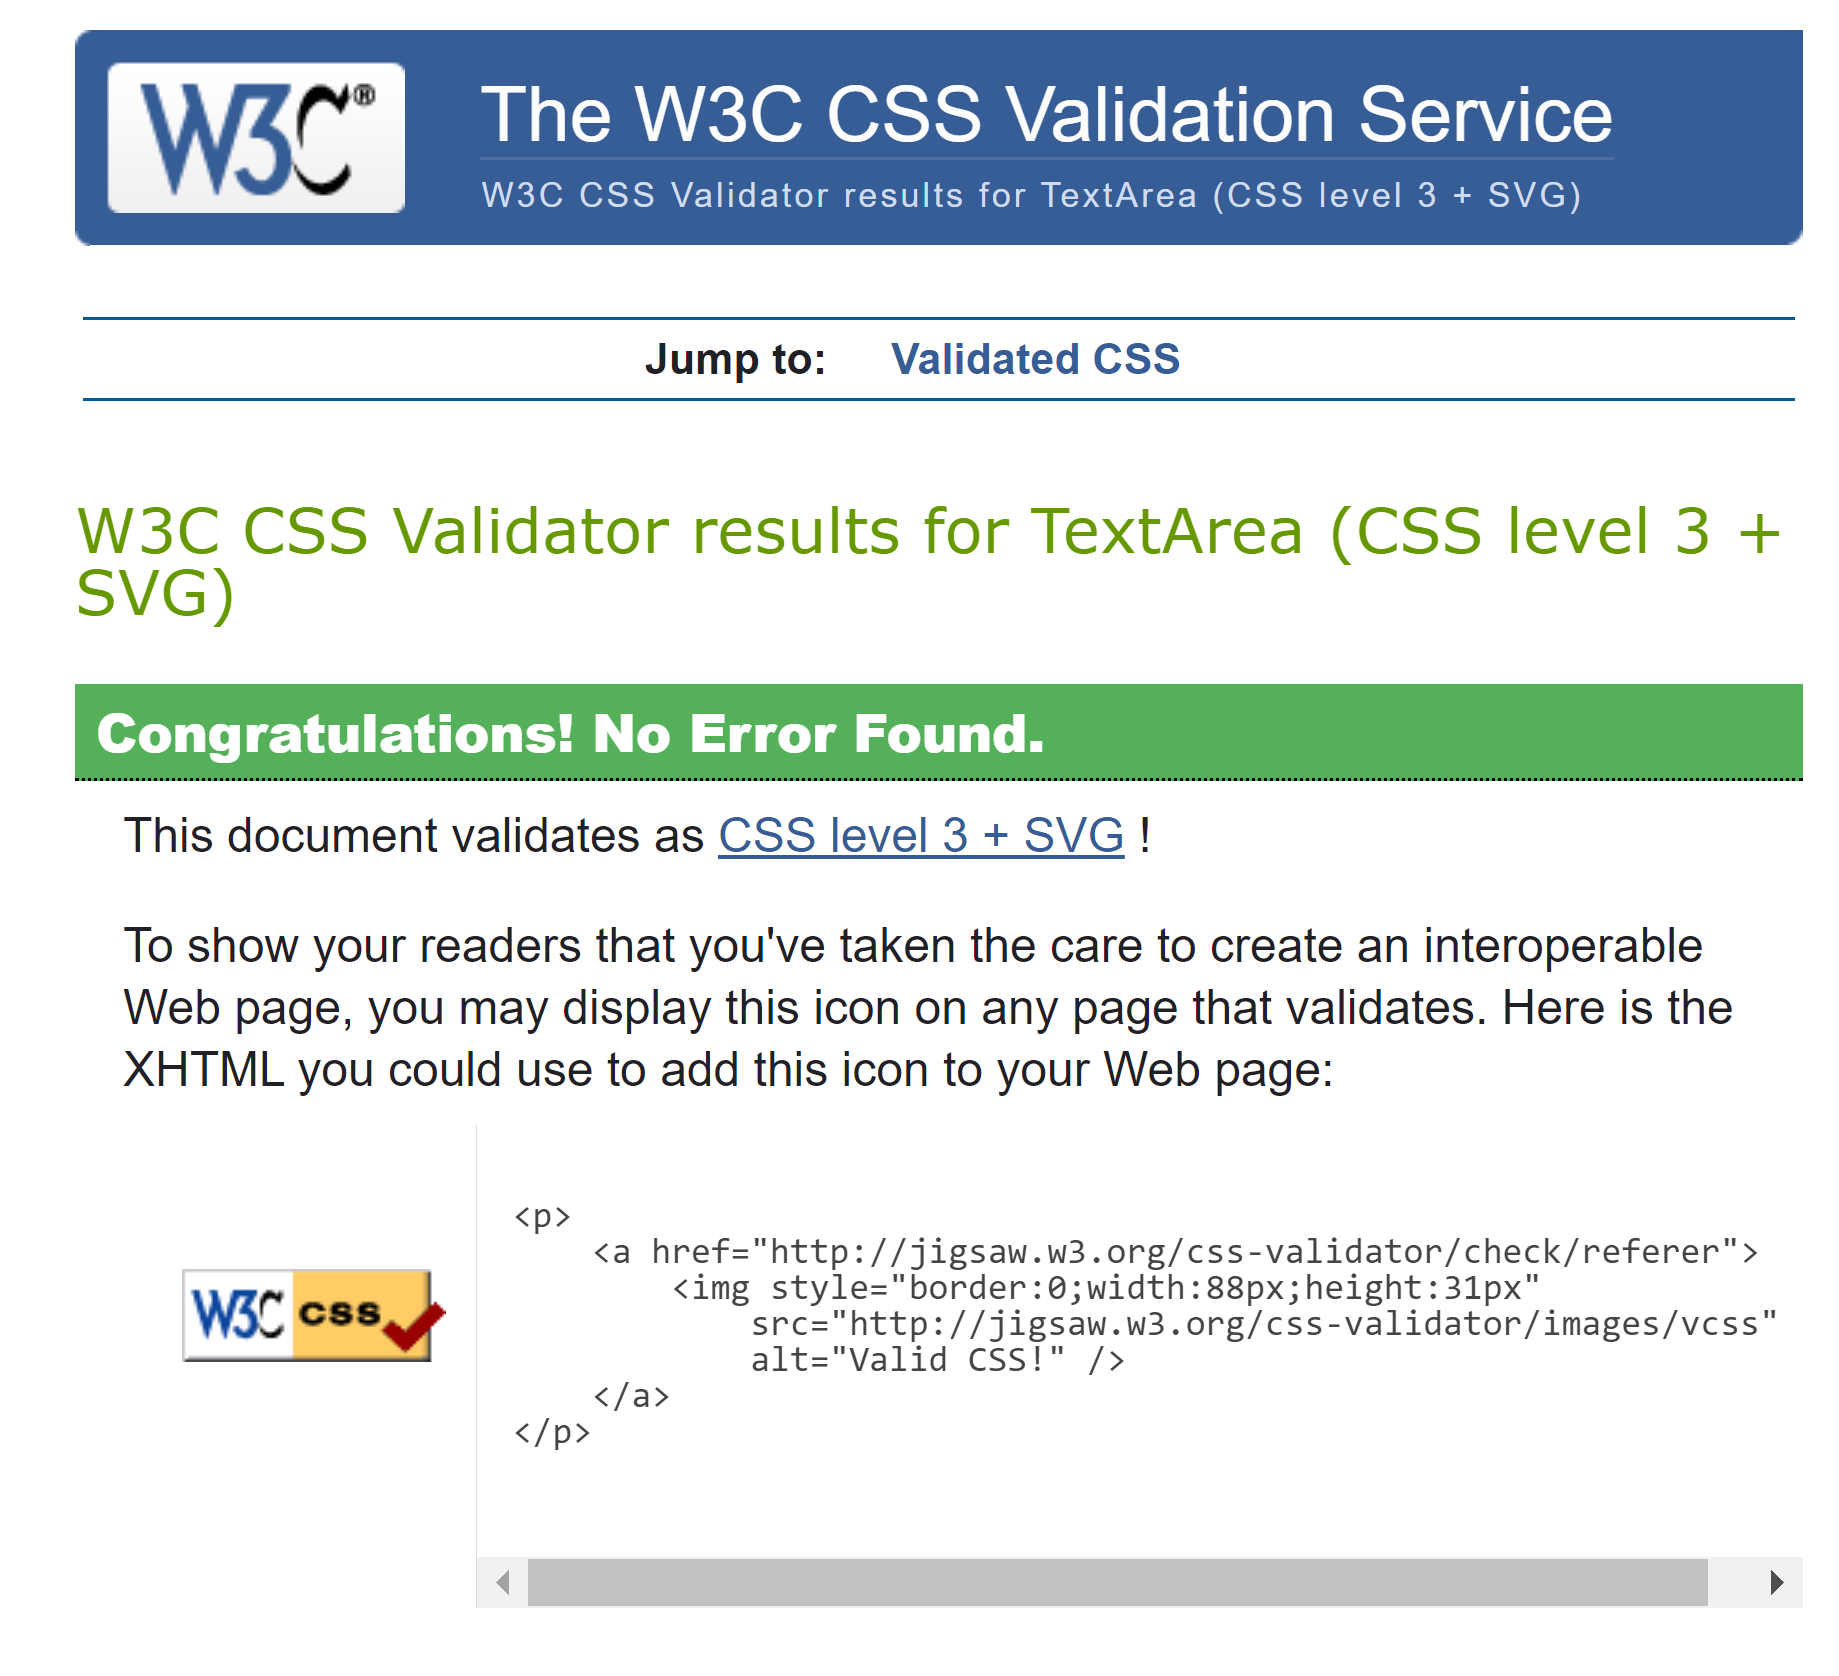 W3C®
The W3C CSS Validation Service
W3C CSS Validator results for TextArea (CSS level 3 + SVG)
Jump to: Validated CSS
W3C CSS Validator results for TextArea (CSS level 3 +
SVG)
Congratulations! No Error Found.
This document validates as CSS level 3 + SVG !
To show your readers that you've taken the care to create an interoperable
Web page, you may display this icon on any page that validates. Here is the
XHTML you could use to add this icon to your Web page:
W3C css
<p>
    <a href="http://jigsaw.w3.org/css-validator/check/referer">
        <img style="border:0;width:88px;height:31px"
            src="http://jigsaw.w3.org/css-validator/images/vcss"
            alt="Valid CSS!" />
    </a>
</p>